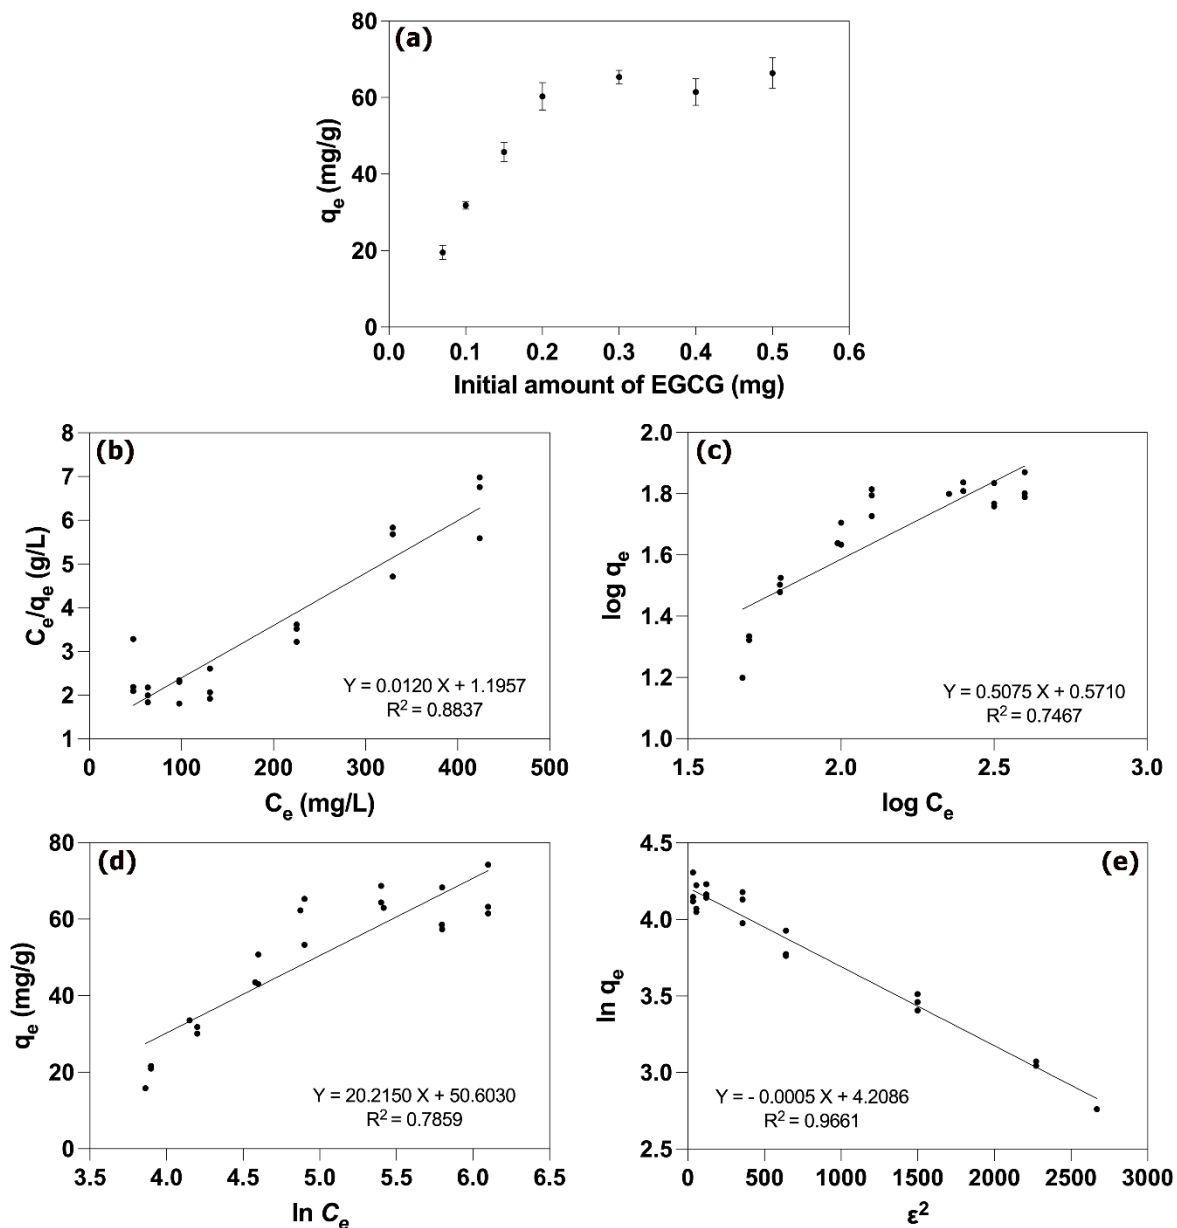 (a)
80
60
40
20
0
qe (mg/g)
0.0 0.1 0.2 0.3 0.4 0.5 0.6
Initial amount of EGCG (mg)
(b)
8
7
6
5
4
3
2
1
Ce/qe (g/L)
Y = 0.0120 X + 1.1957
R2 = 0.8837
0 100 200 300 400 500
Ce (mg/L)
(c)
2.0
1.8
1.6
1.4
1.2
1.0
log qe
Y = 0.5075 X + 0.5710
R2 = 0.7467
1.5 2.0 2.5 3.0
log Ce
(d)
80
60
40
20
0
qe (mg/g)
Y = 20.2150 X + 50.6030
R2 = 0.7859
3.5 4.0 4.5 5.0 5.5 6.0 6.5
ln Ce
(e)
4.5
4.0
3.5
3.0
2.5
ln qe
Y = - 0.0005 X + 4.2086
R2 = 0.9661
0 500 1000 1500 2000 2500 3000
ε2